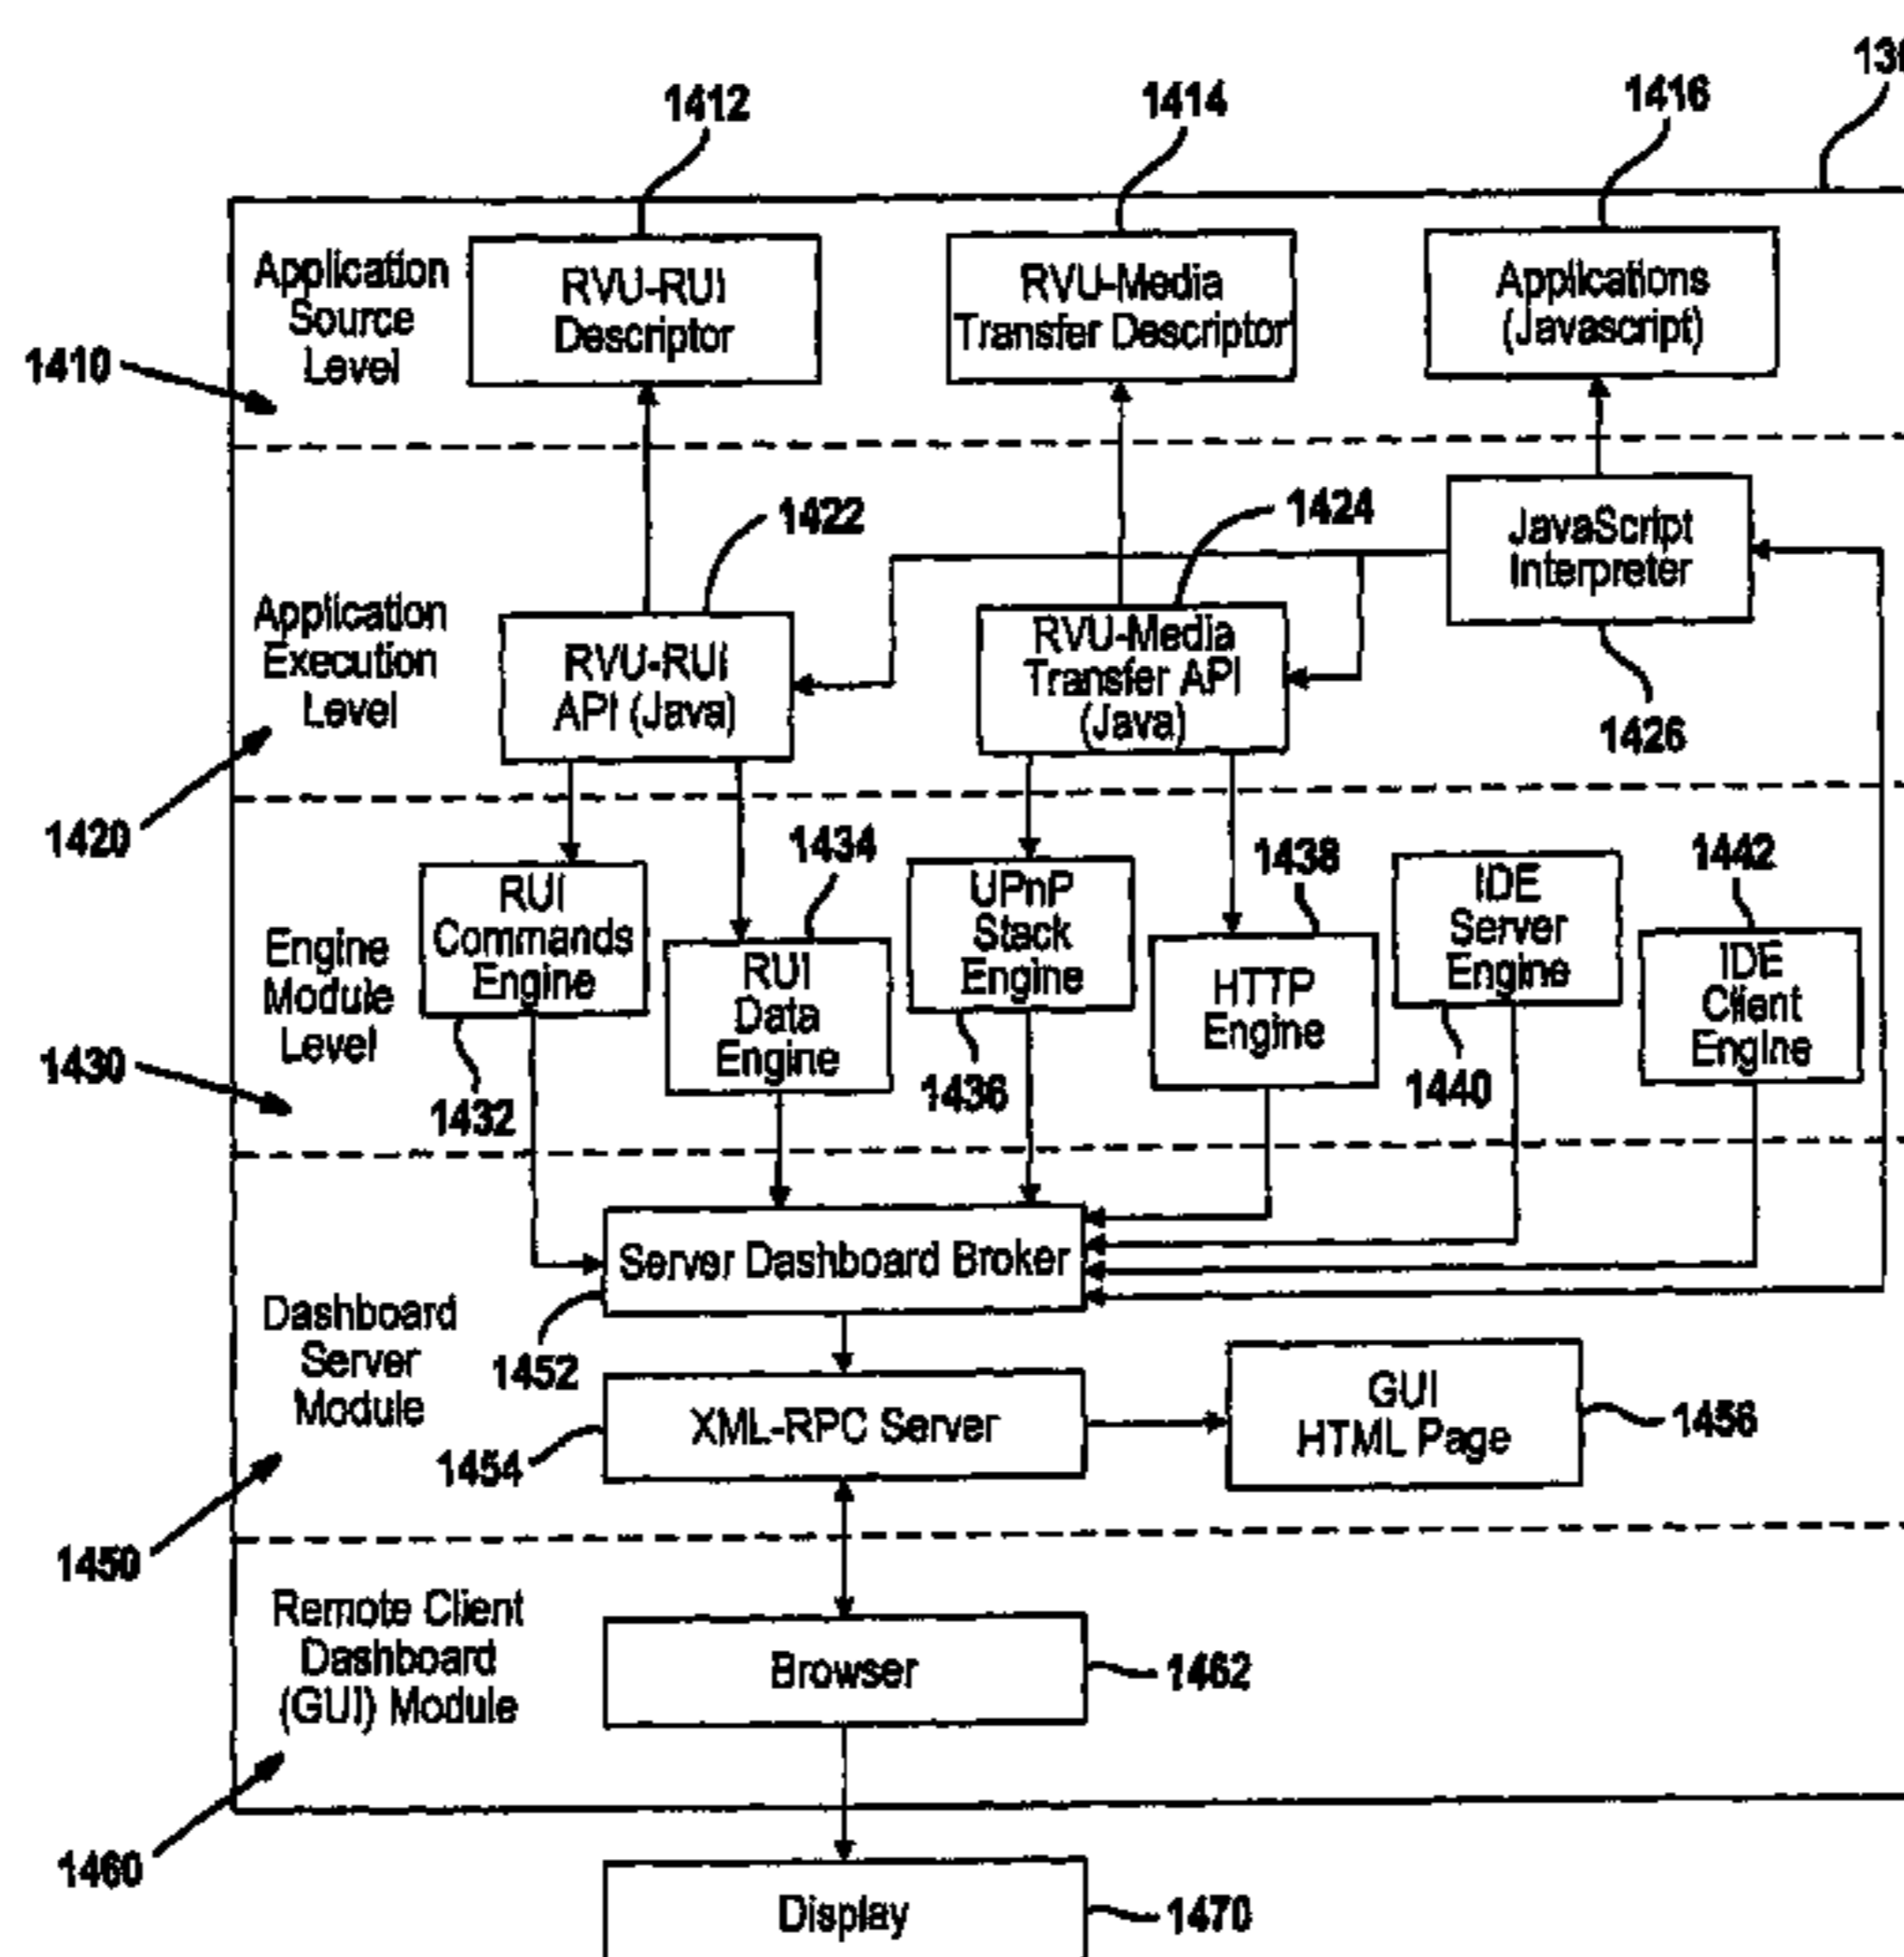 1412
1414
1416
Application
Source
Level
1410
RVU-RUI
Descriptor
RVU-Media
Transfer Descriptor
Applications
(Javascript)
1422
1424
JavaScript
Interpreter
1426
Application
Execution
Level
1420
RVU-RUI
API (Java)
RVU-Media
Transfer API
(Java)
1434
1438
1442
Engine
Module
Level
1430
RUI
Commands
Engine
1432
RUI
Data
Engine
UPnP
Stack
Engine
1436
HTTP
Engine
IDE
Server
Engine
1440
IDE
Client
Engine
Server Dashboard Broker
1452
Dashboard
Server
Module
1450
XML-RPC Server
1454
GUI
HTML Page
1456
Remote Client
Dashboard
(GUI) Module
1460
Browser
1462
Display
1470